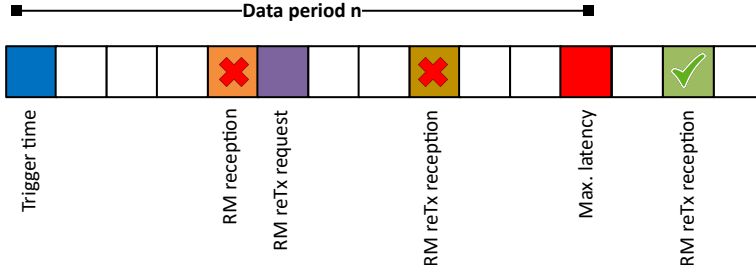 Data period n
Trigger time
RM reception
RM reTx request
RM reTx reception
Max. latency
RM reTx reception